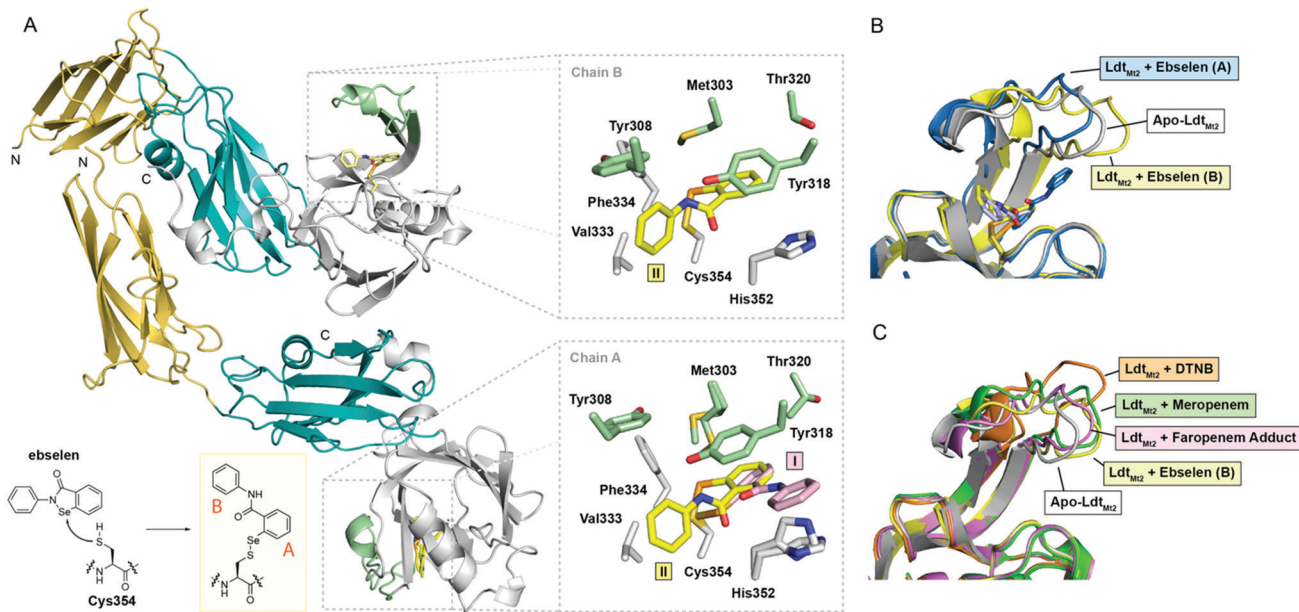 A
N
N
C
C
Chain B
Met303
Thr320
Tyr308
Tyr318
Phe334
Val333
II
Cys354
His352
Chain A
Met303
Thr320
Tyr308
Tyr318
I
Phe334
Val333
II
Cys354
His352
ebselen
O
N
Se
H
S
N
H
O
Cys354
NH
B
O
Se
A
S
N
H
O
B
LdtMt2 + Ebselen (A)
Apo-LdtMt2
LdtMt2 + Ebselen (B)
C
LdtMt2 + DTNB
LdtMt2 + Meropenem
LdtMt2 + Faropenem Adduct
LdtMt2 + Ebselen (B)
Apo-LdtMt2